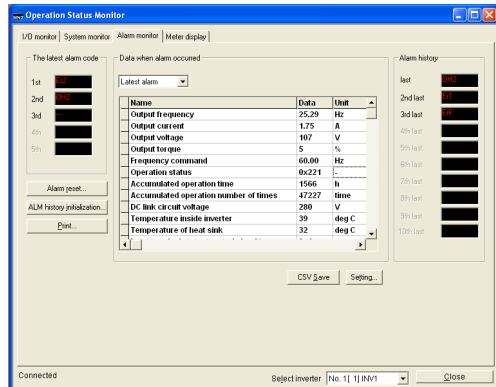 Operation Status Monitor
I/O monitor System monitor Alarm monitor Meter display
The latest alarm code
1st Er2
2nd OH2
3rd --
4th
5th
Alarm reset...
ALM history initialization...
Print...
Data when alarm occurred
Latest alarm
Name Data Unit
Output frequency 25.29 Hz
Output current 1.75 A
Output voltage 107 V
Output torque 5 %
Frequency command 60.00 Hz
Operation status 0x221 -
Accumulated operation time 1566 h
Accumulated operation number of times 47227 time
DC link circuit voltage 280 V
Temperature inside inverter 39 deg C
Temperature of heat sink 32 deg C
CSV Save Setting...
Alarm history
last OH2
2nd last Er1
3rd last ErF
4th last
5th last
6th last
7th last
8th last
9th last
10th last
Connected
Select inverter No. 1[ 1] INV1
Close